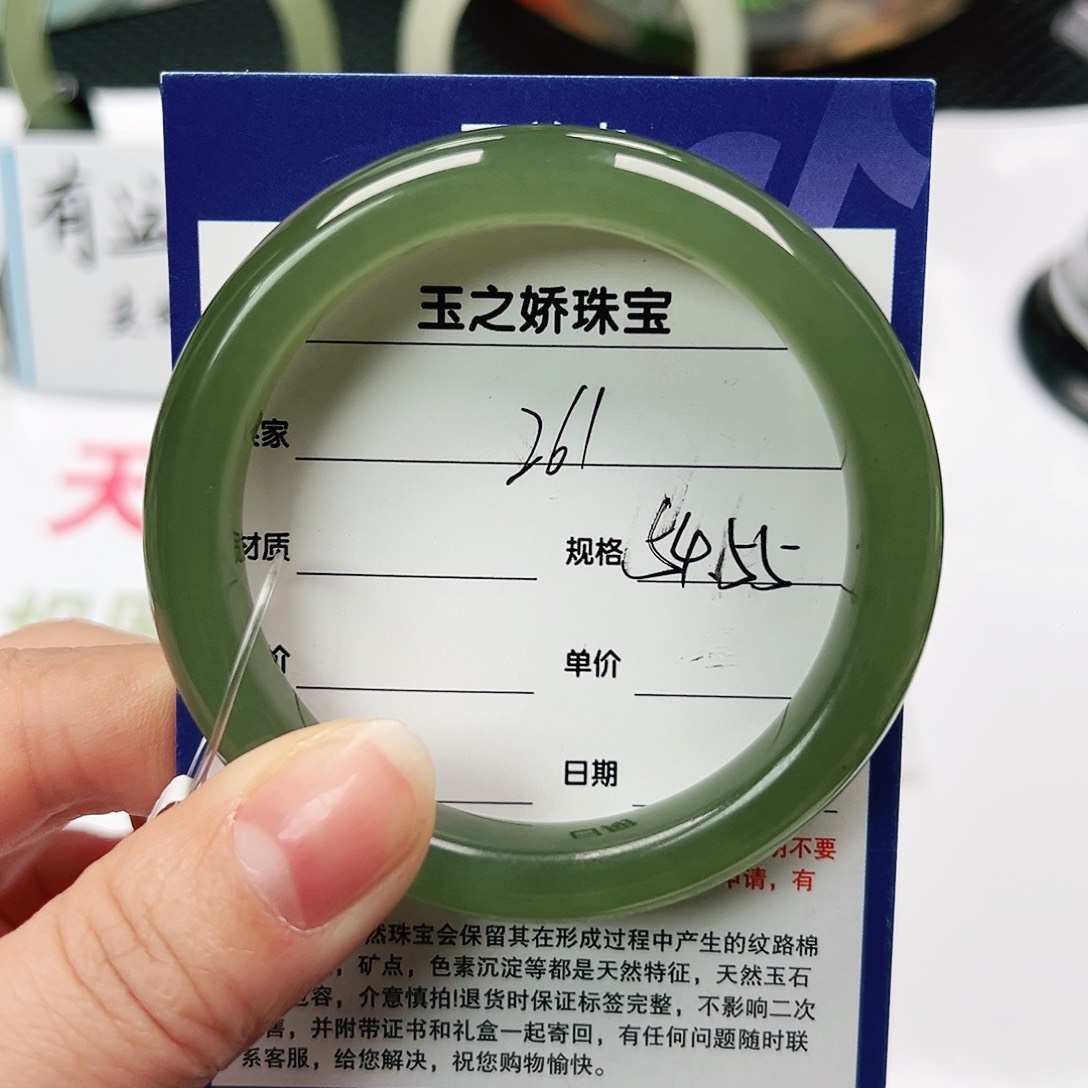 有运
玉之娇珠宝
家
261
材质
规格
54.55
价
单价
日期
天
不要
申请，有
然珠宝会保留其在形成过程中产生的纹路棉
，矿点，色素沉淀等都是天然特征，天然玉石
包容，介意慎拍!退货时保证标签完整，不影响二次
售，并附带证书和礼盒一起寄回，有任何问题随时联
系客服，给您解决，祝您购物愉快。